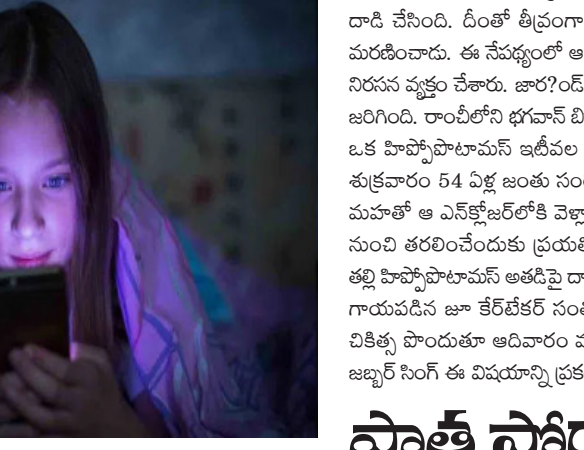 దాడి చేసింది. దీంతో తీవ్రంగా
మరణించాడు. ఈ నేపథ్యంలో ఆ
నిరసన వ్యక్తం చేశారు. జార?ండ్
జరిగింది. రాంచీలోని భగవాన్ బి
ఒక హిప్పోపొటామస్ ఇటీవల
శుక్రవారం 54 ఏళ్ల జంతు సం
మహతో ఆ ఎన్‌క్లోజర్‌లోకి వెళ్లా
నుంచి తరలించేందుకు ప్రయతి
తల్లి హిప్పోపొటామస్ అతడిపై దా
గాయపడిన జూ కేర్‌టేకర్ సంత
చికిత్స పొందుతూ ఆదివారం మ
జబ్బర్ సింగ్ ఈ విషయాన్ని ప్రక